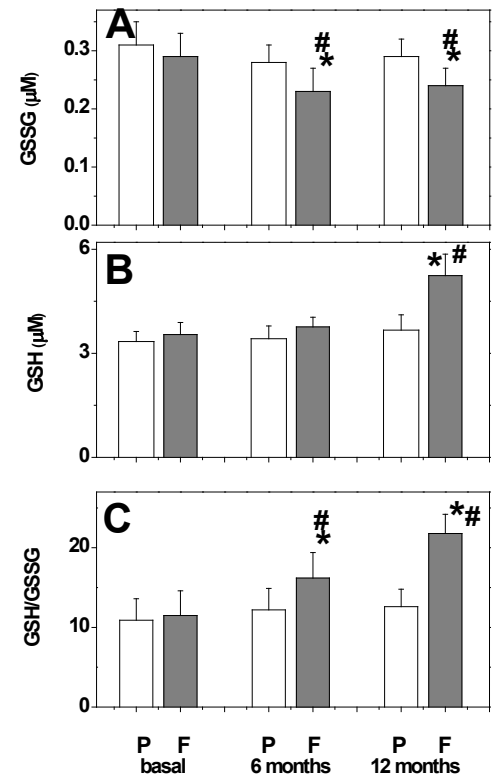 A
GSSG (µM)
0.3
0.2
0.1
0.0
#
*
#
*
B
GSH (µM)
6
3
0
* #
C
GSH/GSSG
20
10
0
#
*
*#
P F P F P F
basal 6 months 12 months